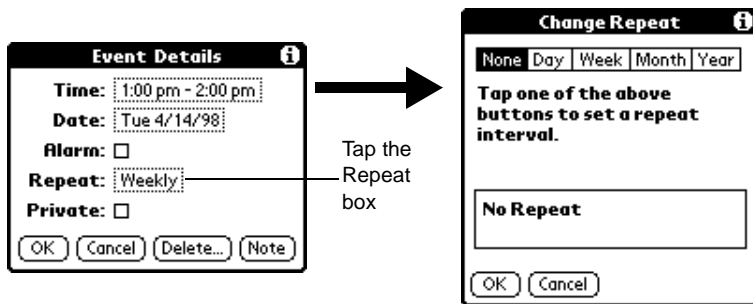 Event Details
Time: 1:00 pm - 2:00 pm
Date: Tue 4/14/98
Alarm:
Repeat: Weekly
Private:
OK Cancel Delete... Note
Tap the
Repeat
box
Change Repeat
None Day Week Month Year
Tap one of the above
buttons to set a repeat
interval.
No Repeat
OK Cancel